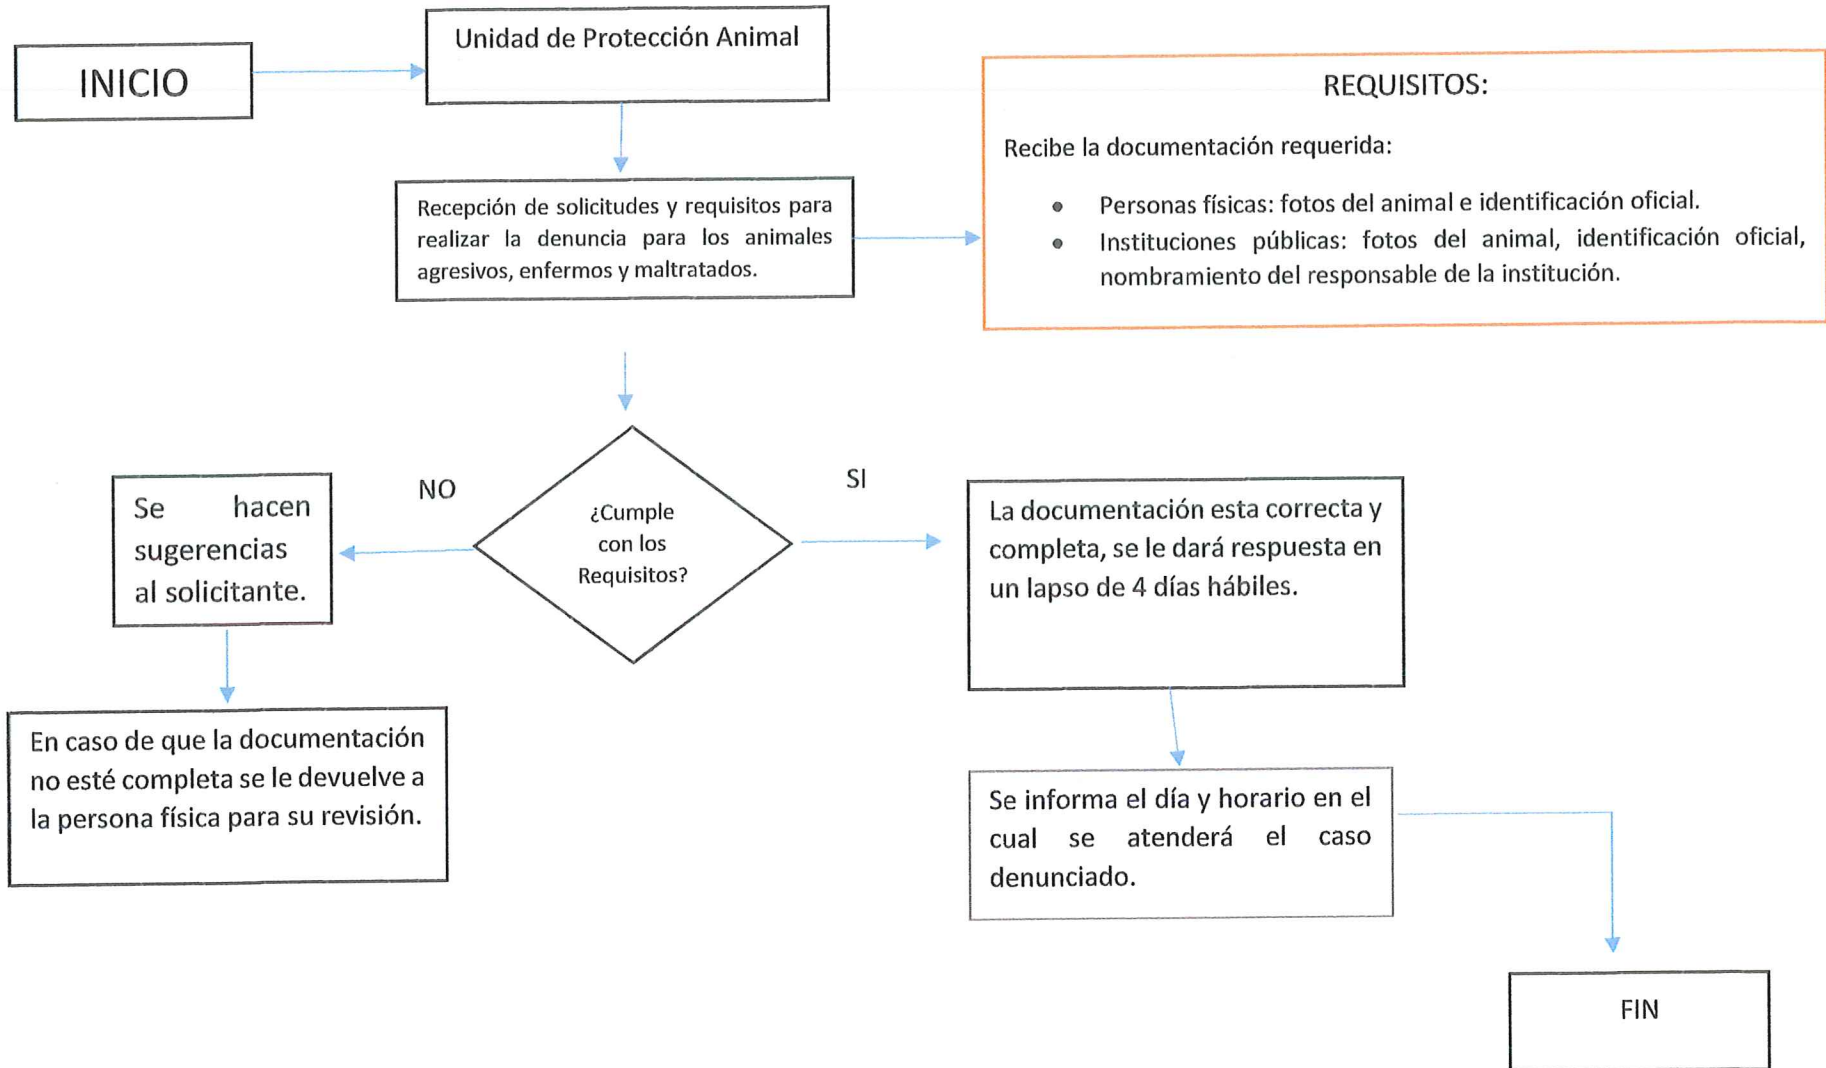 INICIO
Unidad de Protección Animal
REQUISITOS:
Recibe la documentación requerida:
• Personas físicas: fotos del animal e identificación oficial.
• Instituciones públicas: fotos del animal, identificación oficial,
nombramiento del responsable de la institución.
Recepción de solicitudes y requisitos para
realizar la denuncia para los animales
agresivos, enfermos y maltratados.
¿Cumple
con los
Requisitos?
NO
SI
Se hacen
sugerencias
al solicitante.
En caso de que la documentación
no esté completa se le devuelve a
la persona física para su revisión.
La documentación esta correcta y
completa, se le dará respuesta en
un lapso de 4 días hábiles.
Se informa el día y horario en el
cual se atenderá el caso
denunciado.
FIN